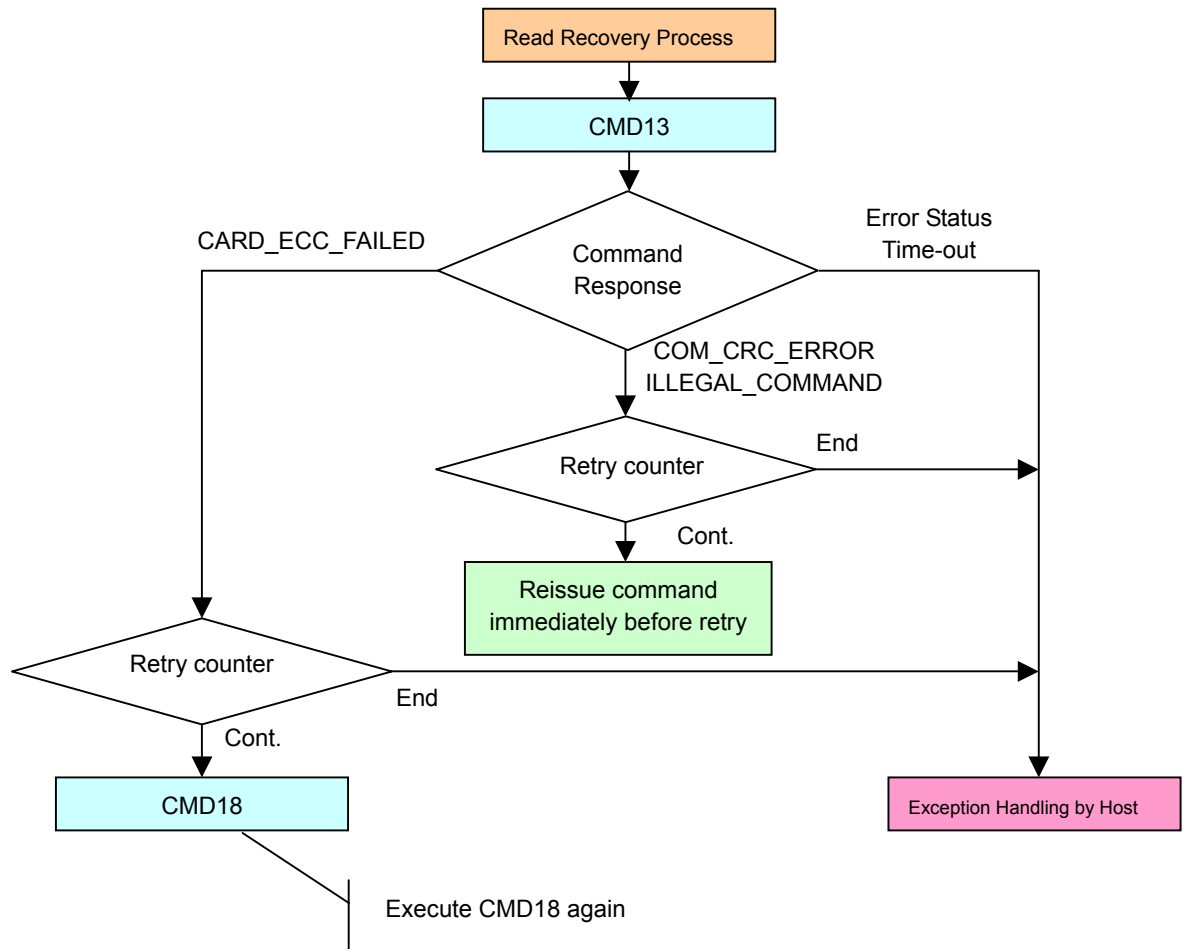 Read Recovery Process
CMD13
CARD_ECC_FAILED
Command
Response
Error Status
Time-out
COM_CRC_ERROR
ILLEGAL_COMMAND
Retry counter
End
Cont.
Reissue command
immediately before retry
Retry counter
End
Cont.
CMD18
Exception Handling by Host
Execute CMD18 again